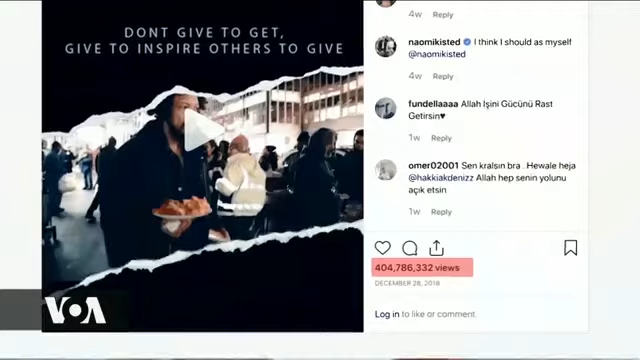 DONT GIVE TO GET,
GIVE TO INSPIRE OTHERS TO GIVE
4w Reply
naomikisted I think I should as myself
@naomikisted
4w Reply
fundellaaaa Allah İşini Gücünü Rast
Getirsin♥
1w Reply
omer02001 Sen kralsın bra . Hewale heja
@hakkiakdenizz Allah hep senin yolunu
açık etsin
1w Reply
404,786,332 views
DECEMBER 28, 2018
Log in to like or comment.
VOA